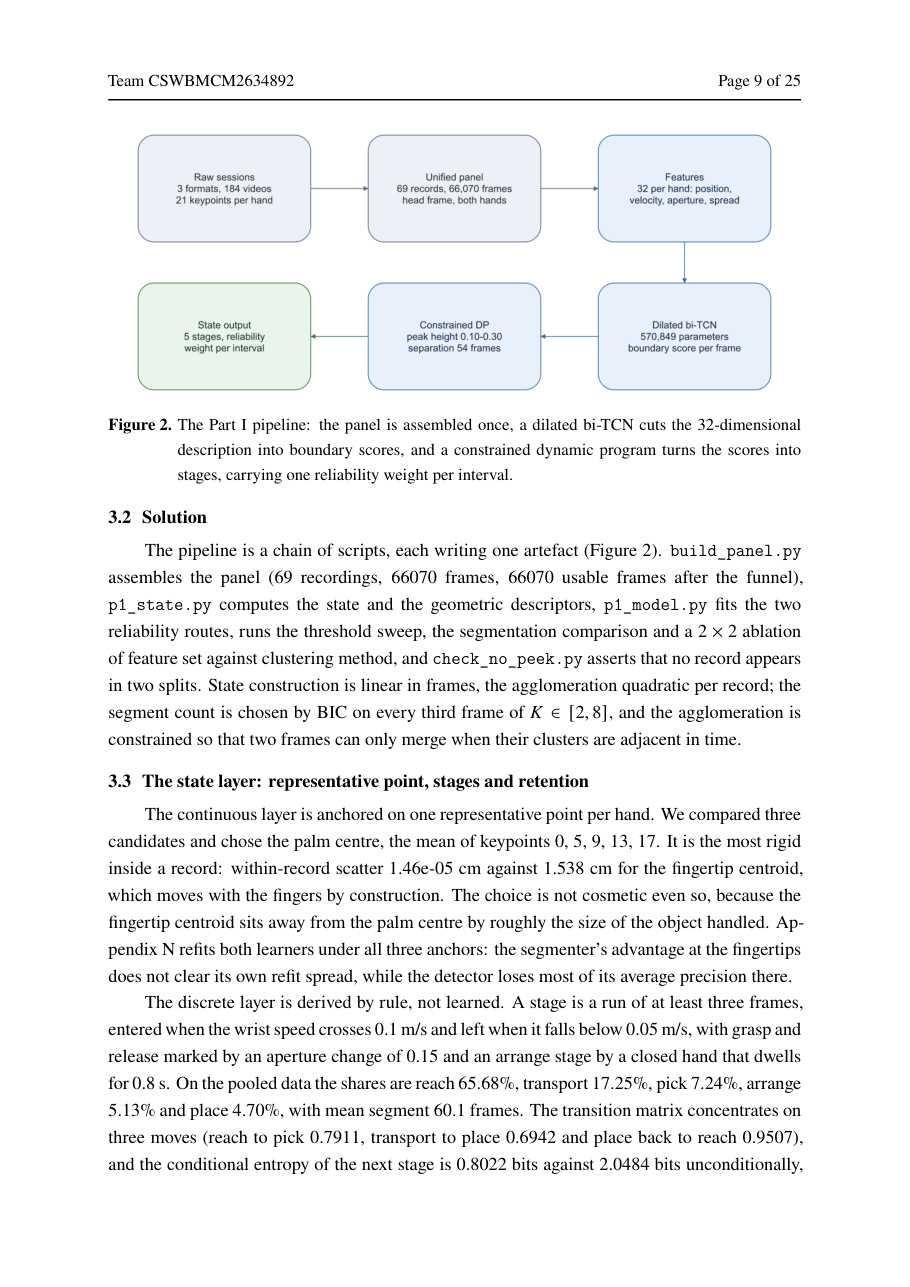 Team CSWBMCM2634892
Page 9 of 25
Raw sessions
3 formats, 184 videos
21 keypoints per hand
Unified panel
69 records, 66,070 frames
head frame, both hands
Features
32 per hand: position,
velocity, aperture, spread
State output
5 stages, reliability
weight per interval
Constrained DP
peak height 0.10-0.30
separation 54 frames
Dilated bi-TCN
570,849 parameters
boundary score per frame
Figure 2. The Part I pipeline: the panel is assembled once, a dilated bi-TCN cuts the 32-dimensional
description into boundary scores, and a constrained dynamic program turns the scores into
stages, carrying one reliability weight per interval.
3.2 Solution
The pipeline is a chain of scripts, each writing one artefact (Figure 2). build_panel.py
assembles the panel (69 recordings, 66070 frames, 66070 usable frames after the funnel),
p1_state.py computes the state and the geometric descriptors, p1_model.py fits the two
reliability routes, runs the threshold sweep, the segmentation comparison and a 2 × 2 ablation
of feature set against clustering method, and check_no_peek.py asserts that no record appears
in two splits. State construction is linear in frames, the agglomeration quadratic per record; the
segment count is chosen by BIC on every third frame of K ∈ [2, 8], and the agglomeration is
constrained so that two frames can only merge when their clusters are adjacent in time.
3.3 The state layer: representative point, stages and retention
The continuous layer is anchored on one representative point per hand. We compared three
candidates and chose the palm centre, the mean of keypoints 0, 5, 9, 13, 17. It is the most rigid
inside a record: within-record scatter 1.46e-05 cm against 1.538 cm for the fingertip centroid,
which moves with the fingers by construction. The choice is not cosmetic even so, because the
fingertip centroid sits away from the palm centre by roughly the size of the object handled. Ap-
pendix N refits both learners under all three anchors: the segmenter's advantage at the fingertips
does not clear its own refit spread, while the detector loses most of its average precision there.
The discrete layer is derived by rule, not learned. A stage is a run of at least three frames,
entered when the wrist speed crosses 0.1 m/s and left when it falls below 0.05 m/s, with grasp and
release marked by an aperture change of 0.15 and an arrange stage by a closed hand that dwells
for 0.8 s. On the pooled data the shares are reach 65.68%, transport 17.25%, pick 7.24%, arrange
5.13% and place 4.70%, with mean segment 60.1 frames. The transition matrix concentrates on
three moves (reach to pick 0.7911, transport to place 0.6942 and place back to reach 0.9507),
and the conditional entropy of the next stage is 0.8022 bits against 2.0484 bits unconditionally,